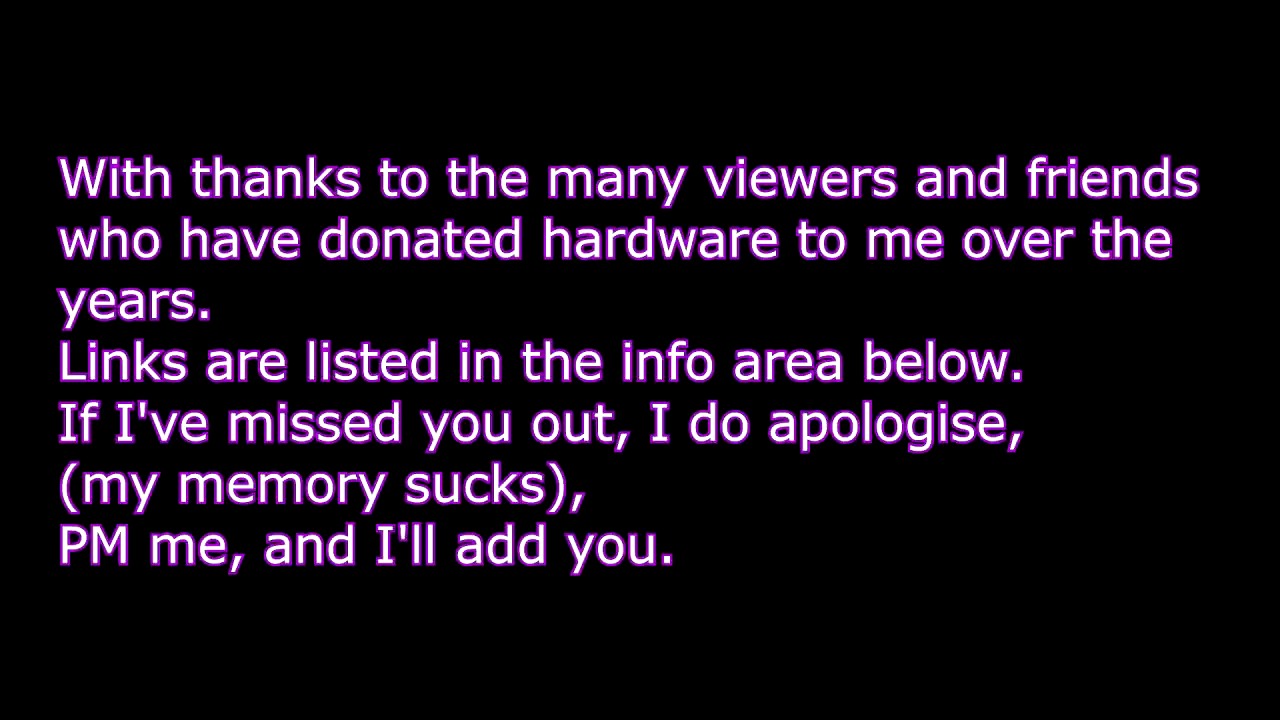 With thanks to the many viewers and friends
who have donated hardware to me over the
years.
Links are listed in the info area below.
If I've missed you out, I do apologise,
(my memory sucks),
PM me, and I'll add you.